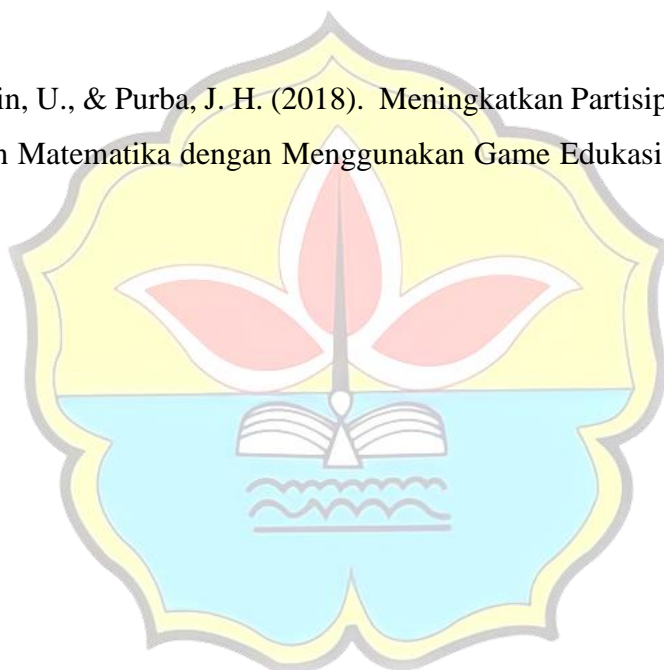 in, U., & Purba, J. H. (2018). Meningkatkan Partisip
Matematika dengan Menggunakan Game Edukasi